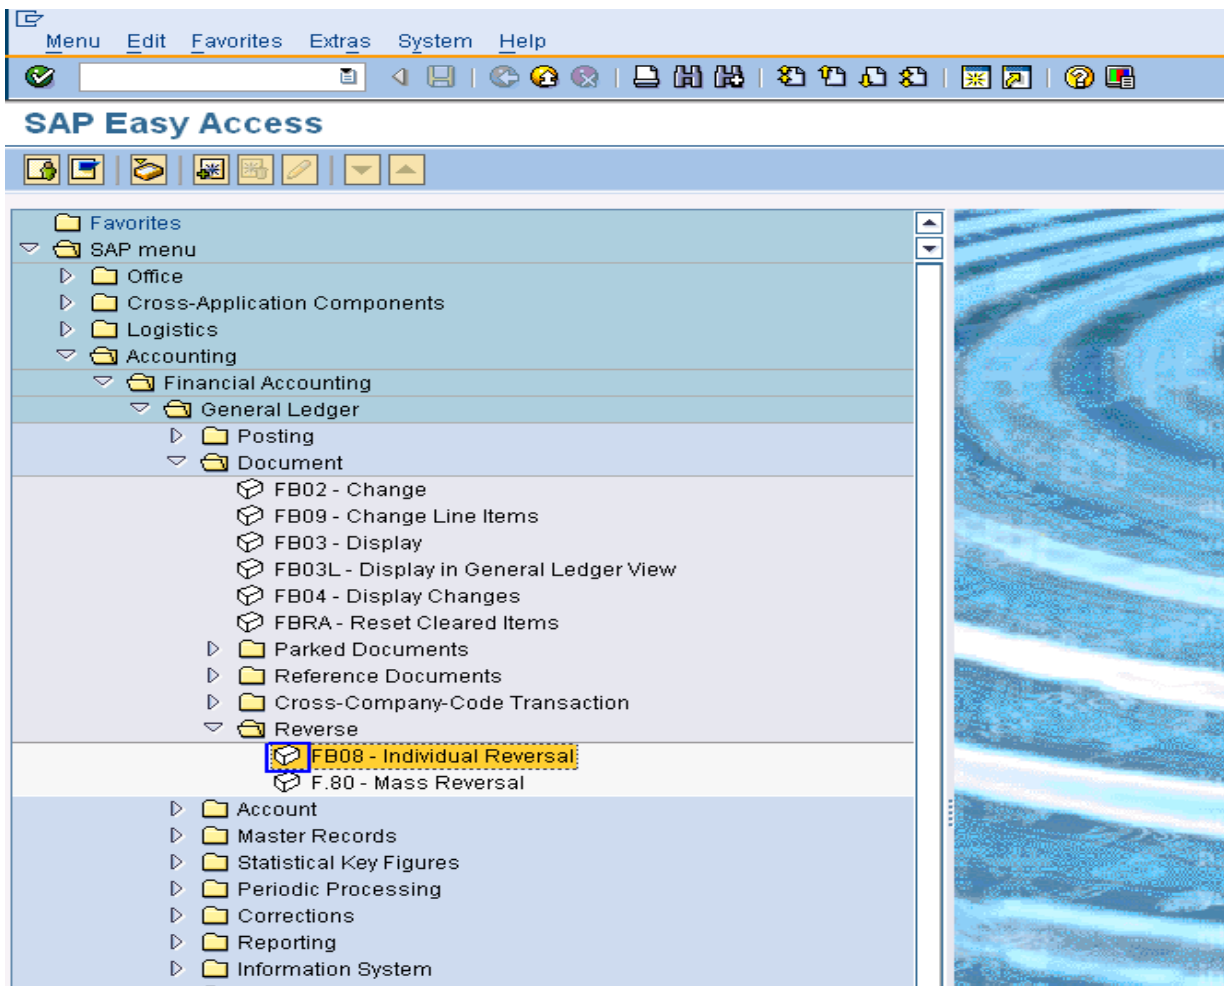 Menu Edit Favorites Extras System Help
SAP Easy Access
Favorites
SAP menu
Office
Cross-Application Components
Logistics
Accounting
Financial Accounting
General Ledger
Posting
Document
FB02 - Change
FB09 - Change Line Items
FB03 - Display
FB03L - Display in General Ledger View
FB04 - Display Changes
FBRA - Reset Cleared Items
Parked Documents
Reference Documents
Cross-Company-Code Transaction
Reverse
FB08 - Individual Reversal
F.80 - Mass Reversal
Account
Master Records
Statistical Key Figures
Periodic Processing
Corrections
Reporting
Information System